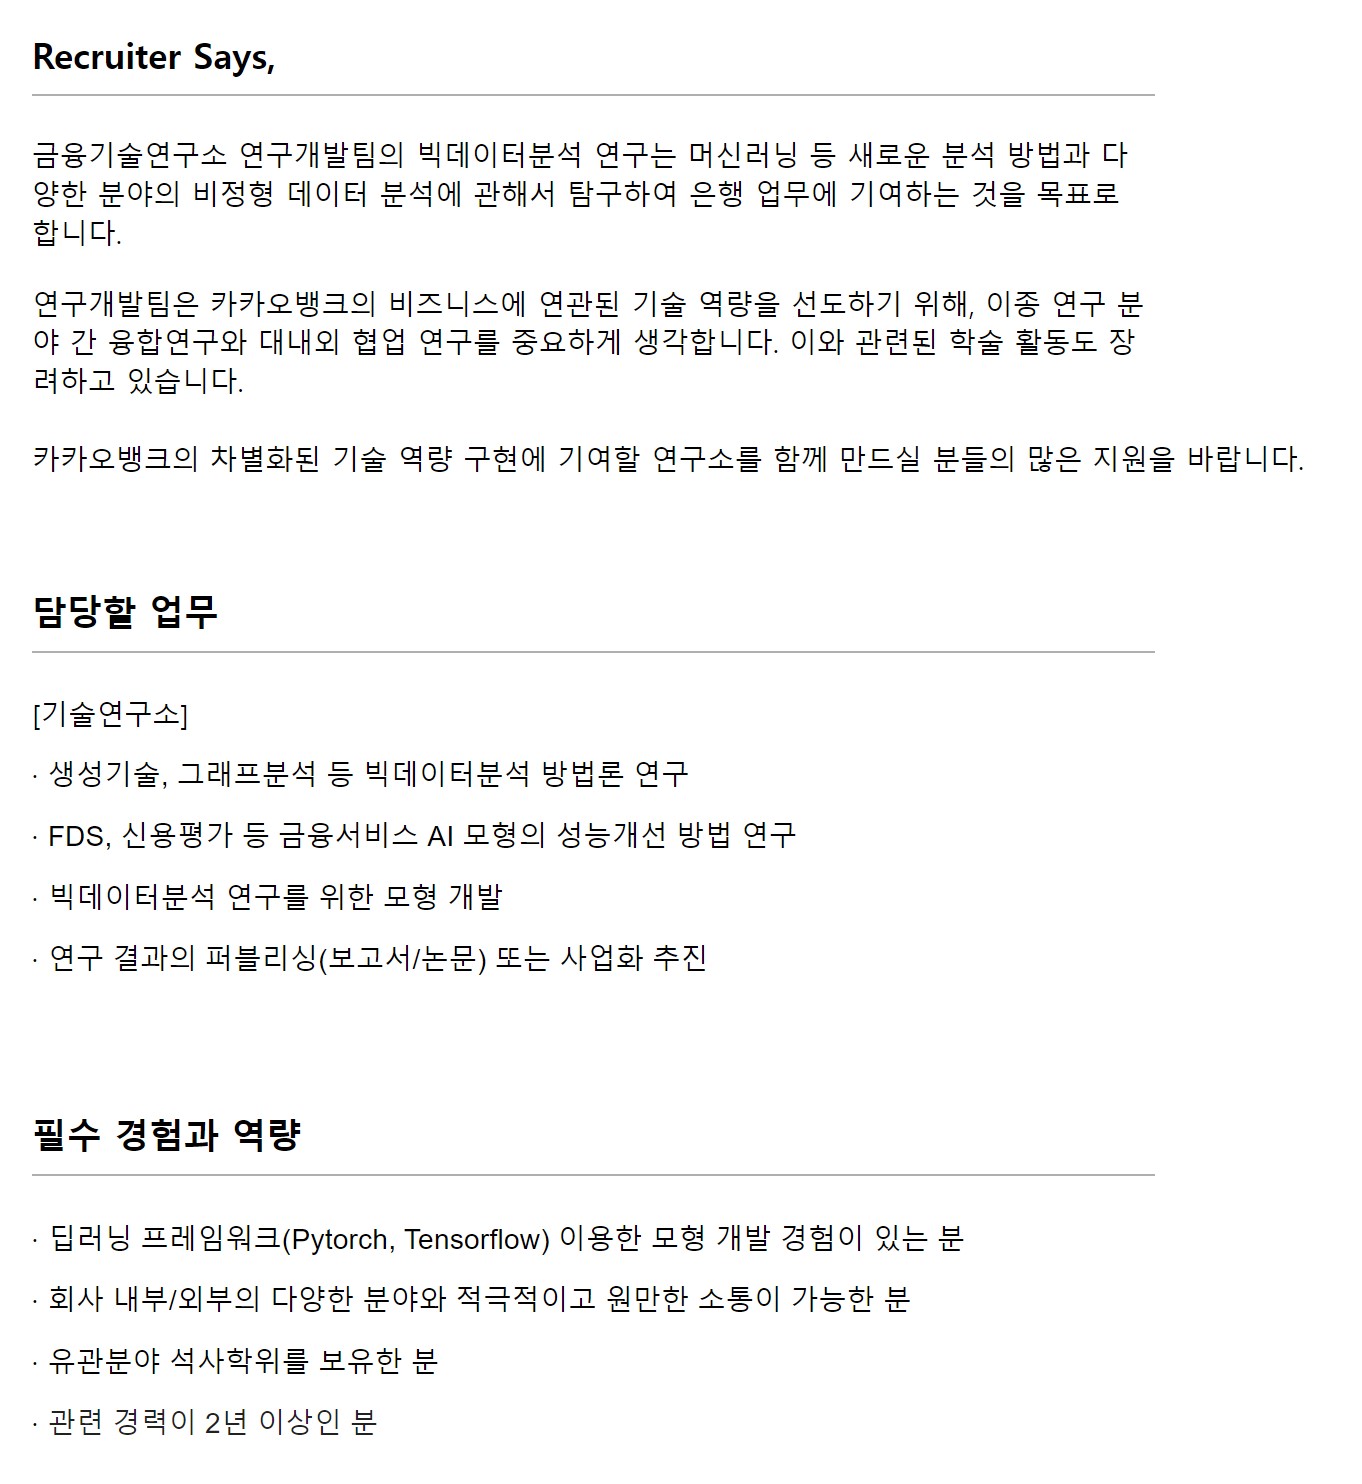 Recruiter Says,
금융기술연구소 연구개발팀의 빅데이터분석 연구는 머신러닝 등 새로운 분석 방법과 다
양한 분야의 비정형 데이터 분석에 관해서 탐구하여 은행 업무에 기여하는 것을 목표로
합니다.
연구개발팀은 카카오뱅크의 비즈니스에 연관된 기술 역량을 선도하기 위해, 이종 연구 분
야 간 융합연구와 대내외 협업 연구를 중요하게 생각합니다. 이와 관련된 학술 활동도 장
려하고 있습니다.
카카오뱅크의 차별화된 기술 역량 구현에 기여할 연구소를 함께 만드실 분들의 많은 지원을 바랍니다.
담당할 업무
[기술연구소]
· 생성기술, 그래프분석 등 빅데이터분석 방법론 연구
· FDS, 신용평가 등 금융서비스 AI 모형의 성능개선 방법 연구
· 빅데이터분석 연구를 위한 모형 개발
· 연구 결과의 퍼블리싱(보고서/논문) 또는 사업화 추진
필수 경험과 역량
· 딥러닝 프레임워크(Pytorch, Tensorflow) 이용한 모형 개발 경험이 있는 분
· 회사 내부/외부의 다양한 분야와 적극적이고 원만한 소통이 가능한 분
· 유관분야 석사학위를 보유한 분
· 관련 경력이 2년 이상인 분